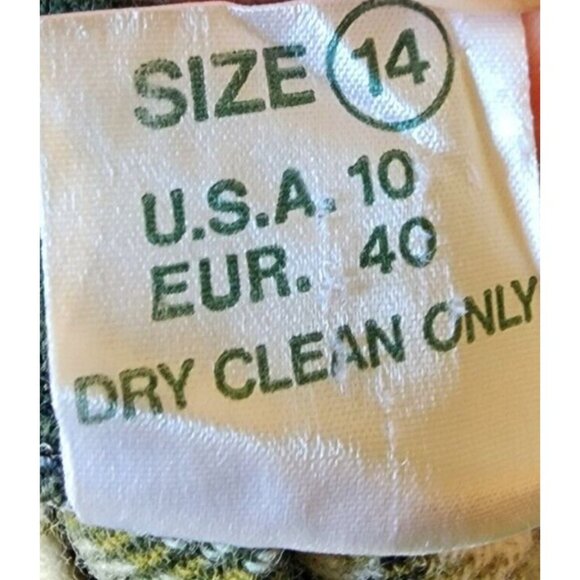 SIZE 14
U.S.A. 10
EUR. 40
DRY CLEAN ONLY